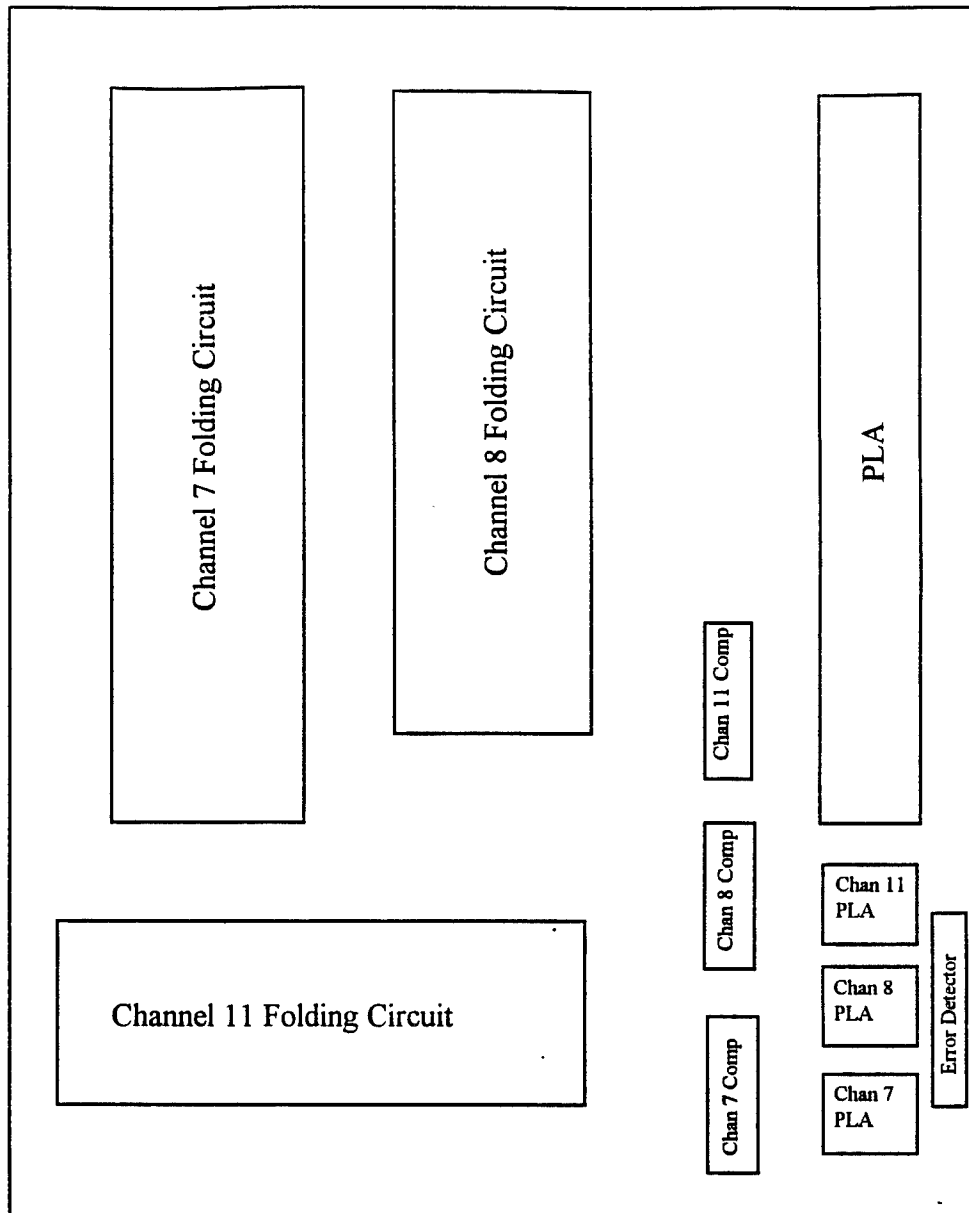 Channel 7 Folding Circuit
Channel 8 Folding Circuit
PLA
Chan 11 Comp
Chan 8 Comp
Chan 11
PLA
Chan 8
PLA
Error Detector
Channel 11 Folding Circuit
Chan 7 Comp
Chan 7
PLA